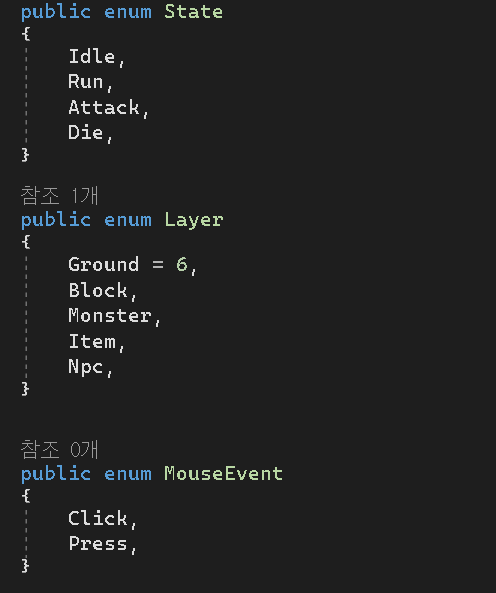 public enum State
{
    Idle,
    Run,
    Attack,
    Die,
}
참조 1개
public enum Layer
{
    Ground = 6,
    Block,
    Monster,
    Item,
    Npc,
}
참조 0개
public enum MouseEvent
{
    Click,
    Press,
}